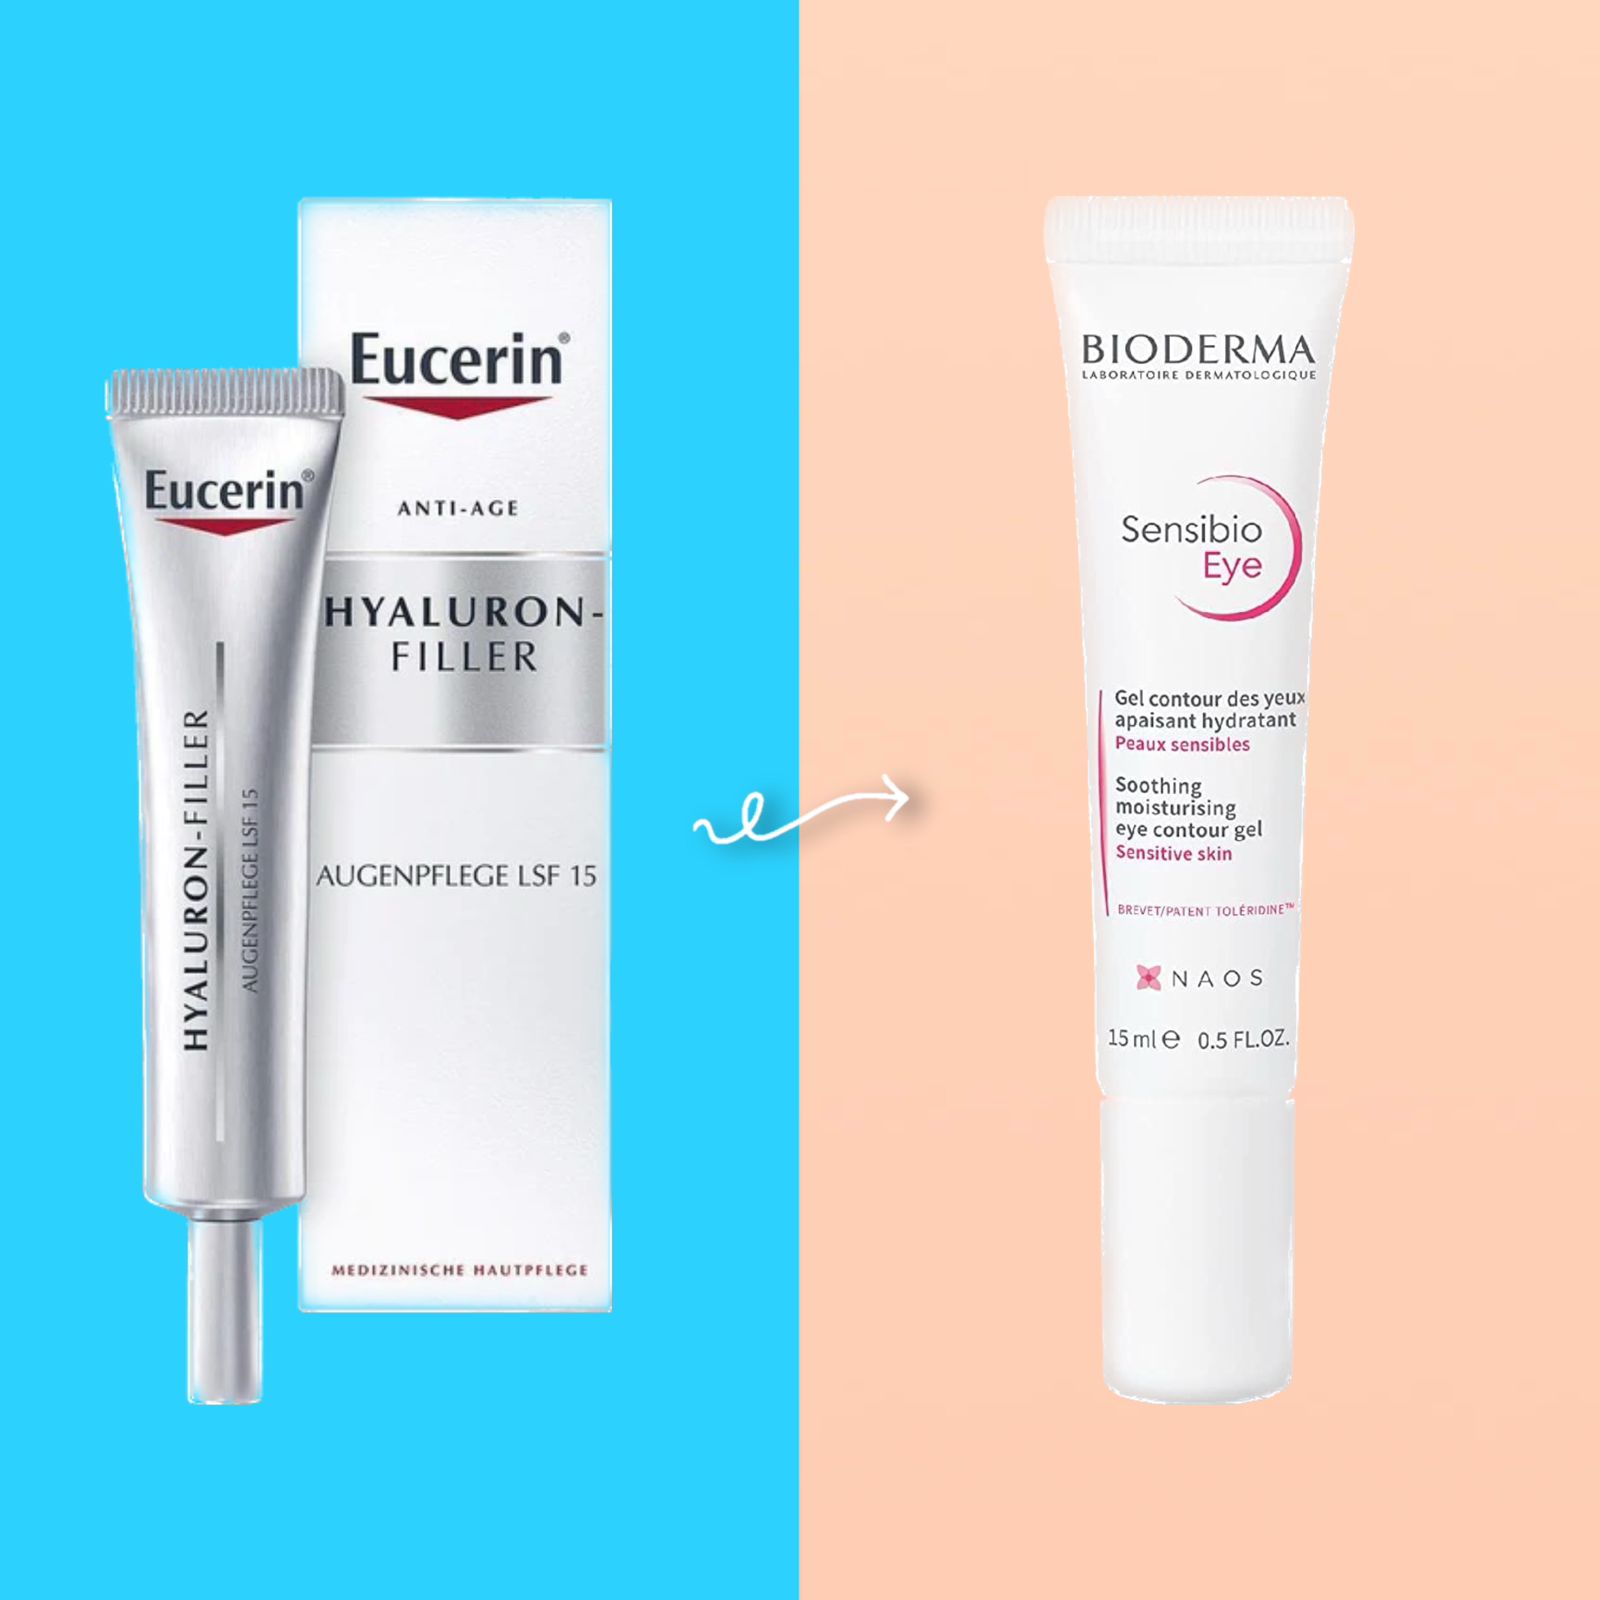 Eucerin®
HYALURON-FILLER
AUGENPFLEGE LSF 15
Eucerin®
ANTI-AGE
HYALURON-
FILLER
AUGENPFLEGE LSF 15
MEDIZINISCHE HAUTPFLEGE
BIODERMA
LABORATOIRE DERMATOLOGIQUE
Sensibio
Eye
Gel contour des yeux
apaisant hydratant
Peaux sensibles
Soothing
moisturising
eye contour gel
Sensitive skin
BREVET/PATENT TOLÉRIDINE™
NAOS
15 ml ℮ 0.5 FL.OZ.